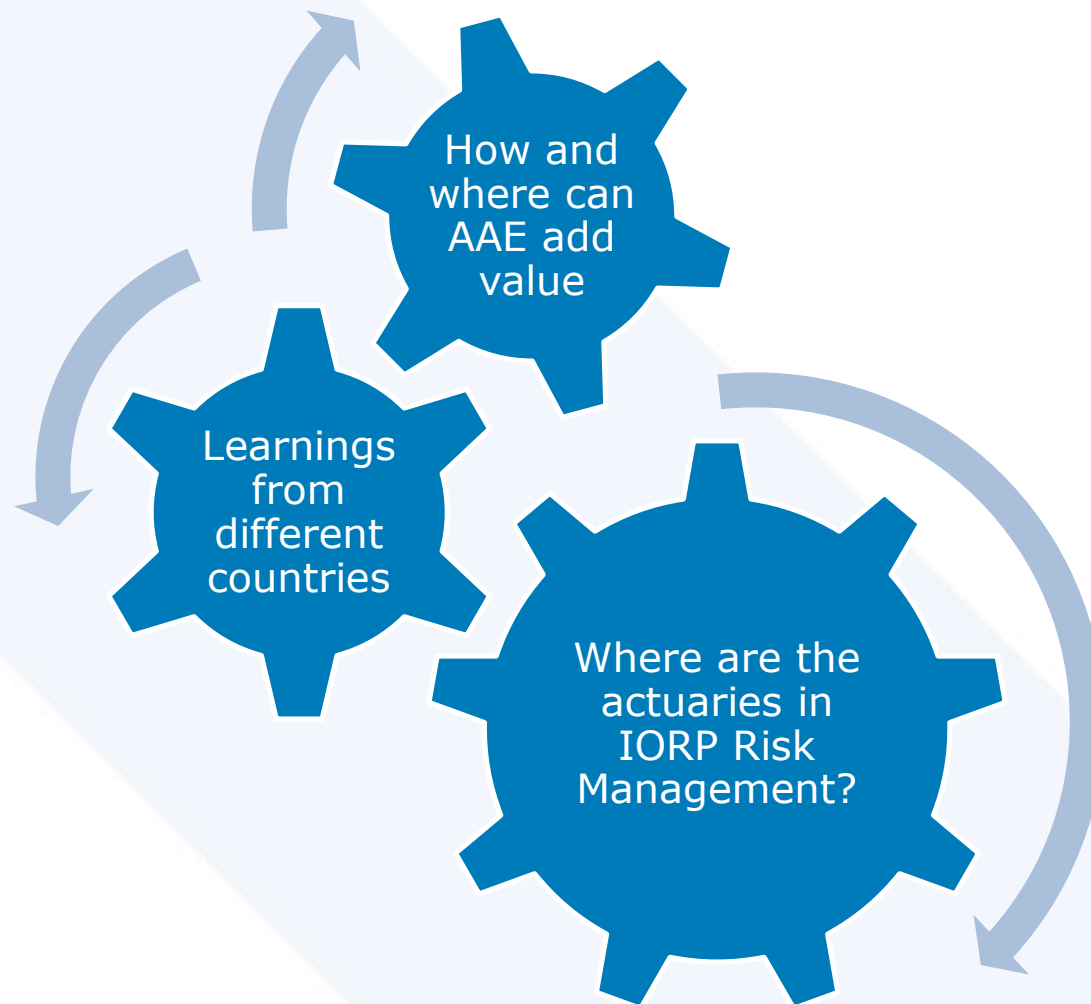 How and
where can
AAE add
value
Learnings
from
different
countries
Where are the
actuaries in
IORP Risk
Management?